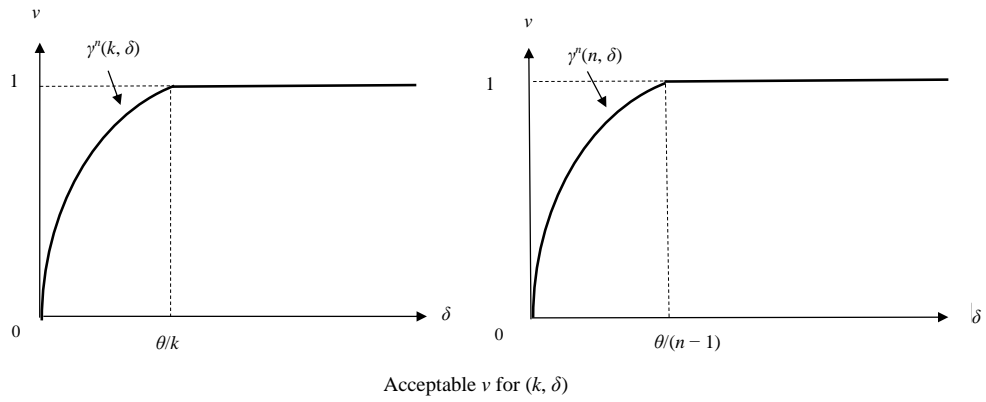 v
γⁿ(k, δ)
1
0
θ/k
δ
v
γⁿ(n, δ)
1
0
θ/(n − 1)
δ
Acceptable v for (k, δ)